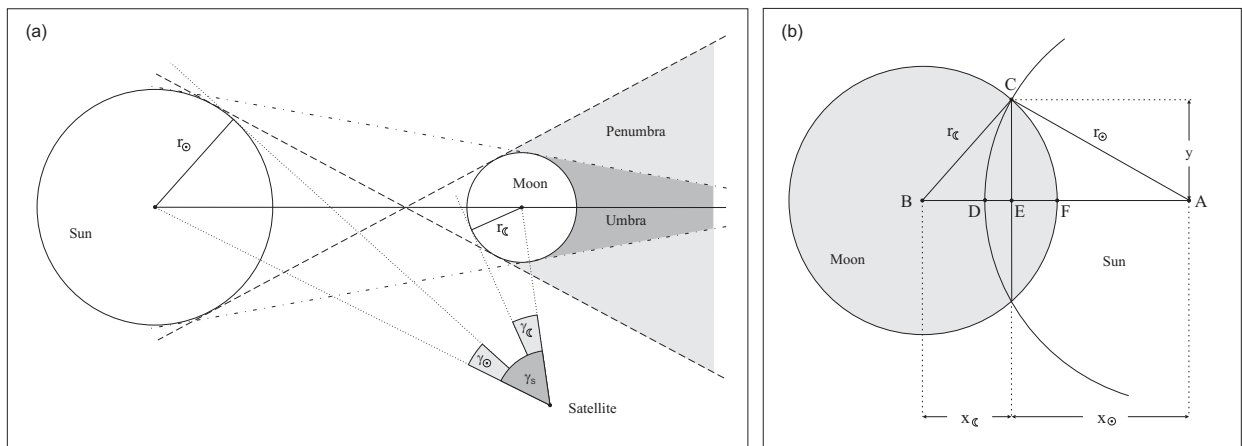 (a)
r☉
Penumbra
Moon
Sun
Umbra
r☾
γ☾
γ☉
γs
Satellite
(b)
C
r☾
r☉
y
B
D
E
F
A
Moon
Sun
x☾
x☉